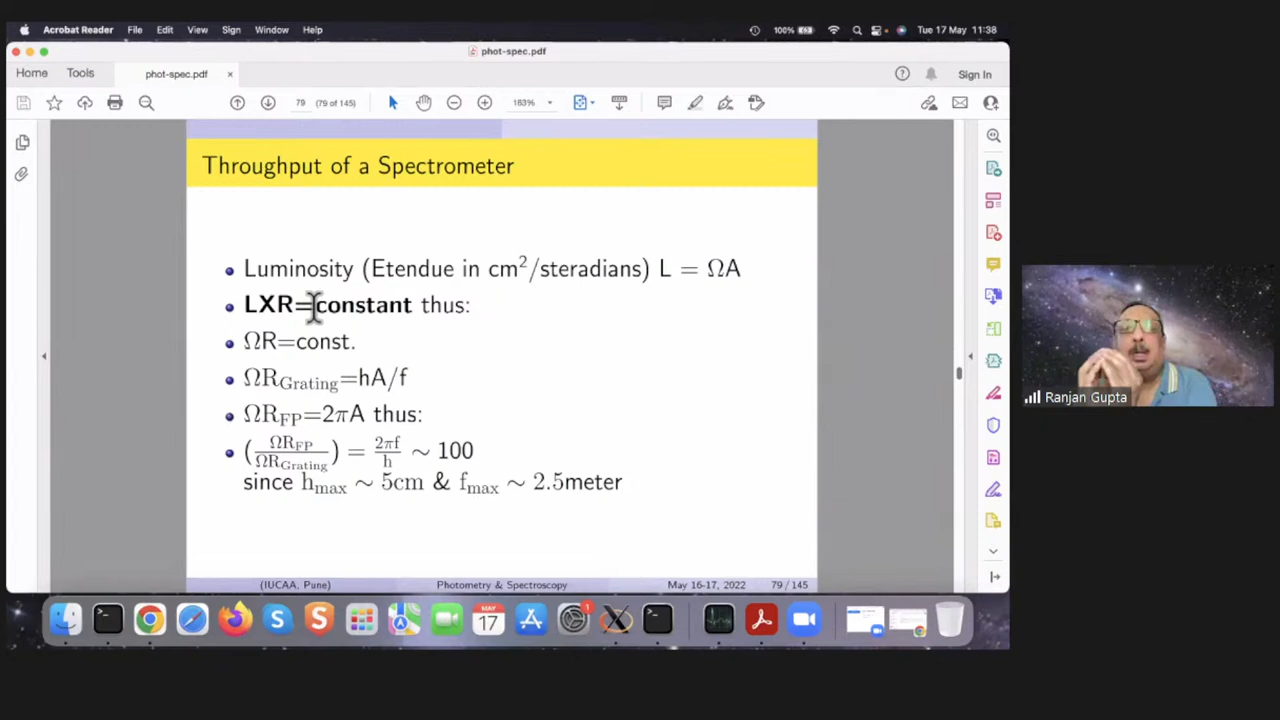 Acrobat Reader File Edit View Sign Window Help 100% Tue 17 May 11:38
phot-spec.pdf
Home Tools phot-spec.pdf × Sign In
79 (79 of 145) 183%
Throughput of a Spectrometer
Luminosity (Etendue in cm²/steradians) L = ΩA
LXR=constant thus:
ΩR=const.
ΩR_Grating=hA/f
ΩR_FP=2πA thus:
(ΩR_FP/ΩR_Grating) = 2πf/h ∼ 100
since h_max ∼ 5cm & f_max ∼ 2.5meter
(IUCAA, Pune) Photometry & Spectroscopy May 16-17, 2022 79 / 145
Ranjan Gupta
MAY
17
1